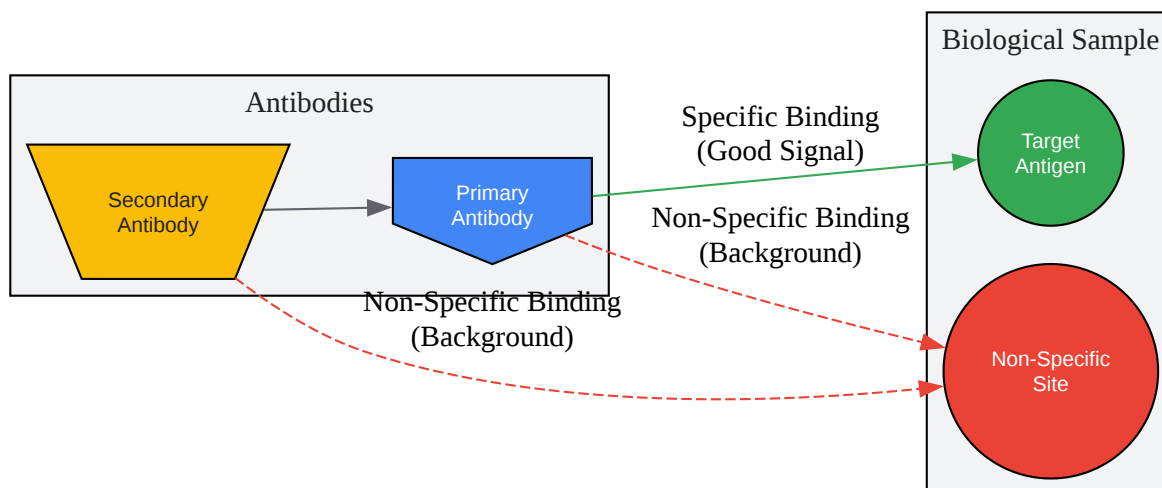 Biological Sample
Antibodies
Specific Binding
(Good Signal)
Target
Antigen
Secondary
Antibody
Primary
Antibody
Non-Specific Binding
(Background)
Non-Specific Binding
(Background)
Non-Specific
Site